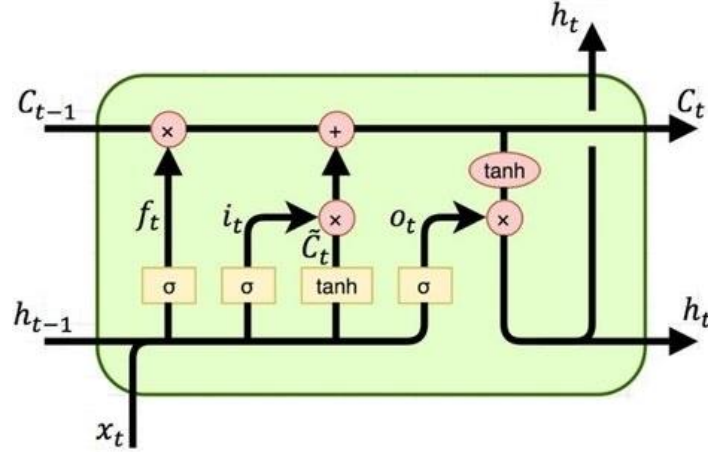 h_t
C_{t-1} × + C_t
tanh
f_t i_t × o_t ×
C̃_t
σ σ tanh σ
h_{t-1} h_t
x_t